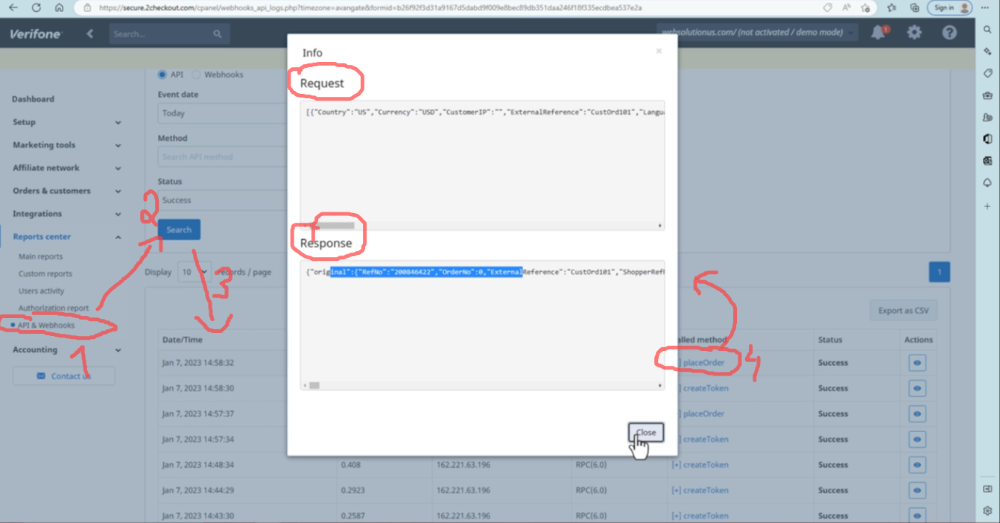 https://secure.2checkout.com/cpanel/webhooks_api_logs.php?timezone=avangate&formid=b26f92f3d31a9167d5dabd9f009e8bec89db351daa246f18f335ecdbea537e2a
Sign in
Verifone
Search...
websolutionus.com/ (not activated / demo mode)
1
Info
×
API
Webhooks
Event date
Today
Method
Search API method
Status
Success
Search
Display 10 records / page
1
Dashboard
Setup
Marketing tools
Affiliate network
Orders & customers
Integrations
Reports center
Main reports
Custom reports
Users activity
Authorization report
API & Webhooks
Accounting
Contact us
Request
[{"Country":"US","Currency":"USD","CustomerIP":"","ExternalReference":"CustOrd101","Langu
Response
{"original":{"RefNo":"200846422","OrderNo":0,"ExternalReference":"CustOrd101","ShopperRef
Close
Export as CSV
Date/Time alled method Status Actions
Jan 7, 2023 14:58:32 ] placeOrder Success
Jan 7, 2023 14:58:30 ] createToken Success
Jan 7, 2023 14:57:37 ] placeOrder Success
Jan 7, 2023 14:57:34 ] createToken Success
Jan 7, 2023 14:48:34 0.408 162.221.63.196 RPC(6.0) [+] createToken Success
Jan 7, 2023 14:44:29 0.2923 162.221.63.196 RPC(6.0) [+] createToken Success
Jan 7, 2023 14:43:30 0.2587 162.221.63.196 RPC(6.0) [+] createToken Success
1
2
3
4